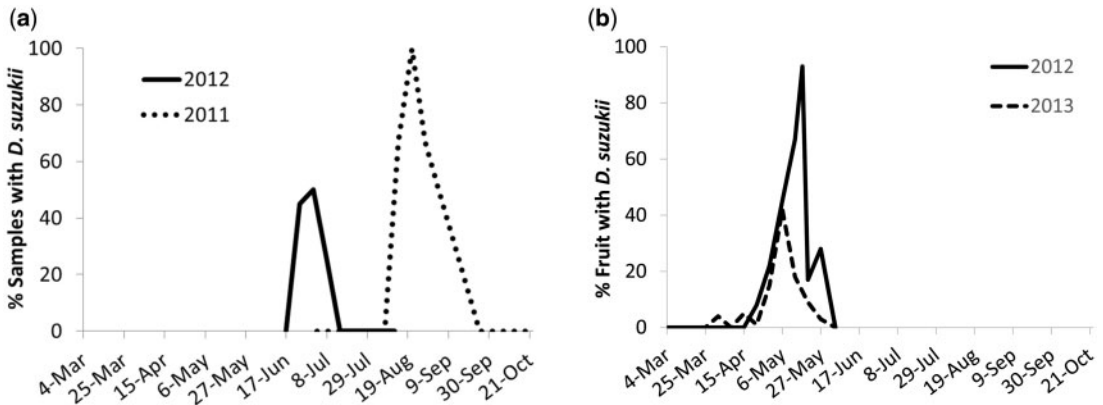 (a)
% Samples with D. suzukii
100
80
60
40
20
0
2012
2011
4-Mar
25-Mar
15-Apr
6-May
27-May
17-Jun
8-Jul
29-Jul
19-Aug
9-Sep
30-Sep
21-Oct
(b)
% Fruit with D. suzukii
100
80
60
40
20
0
2012
2013
4-Mar
25-Mar
15-Apr
6-May
27-May
17-Jun
8-Jul
29-Jul
19-Aug
9-Sep
30-Sep
21-Oct